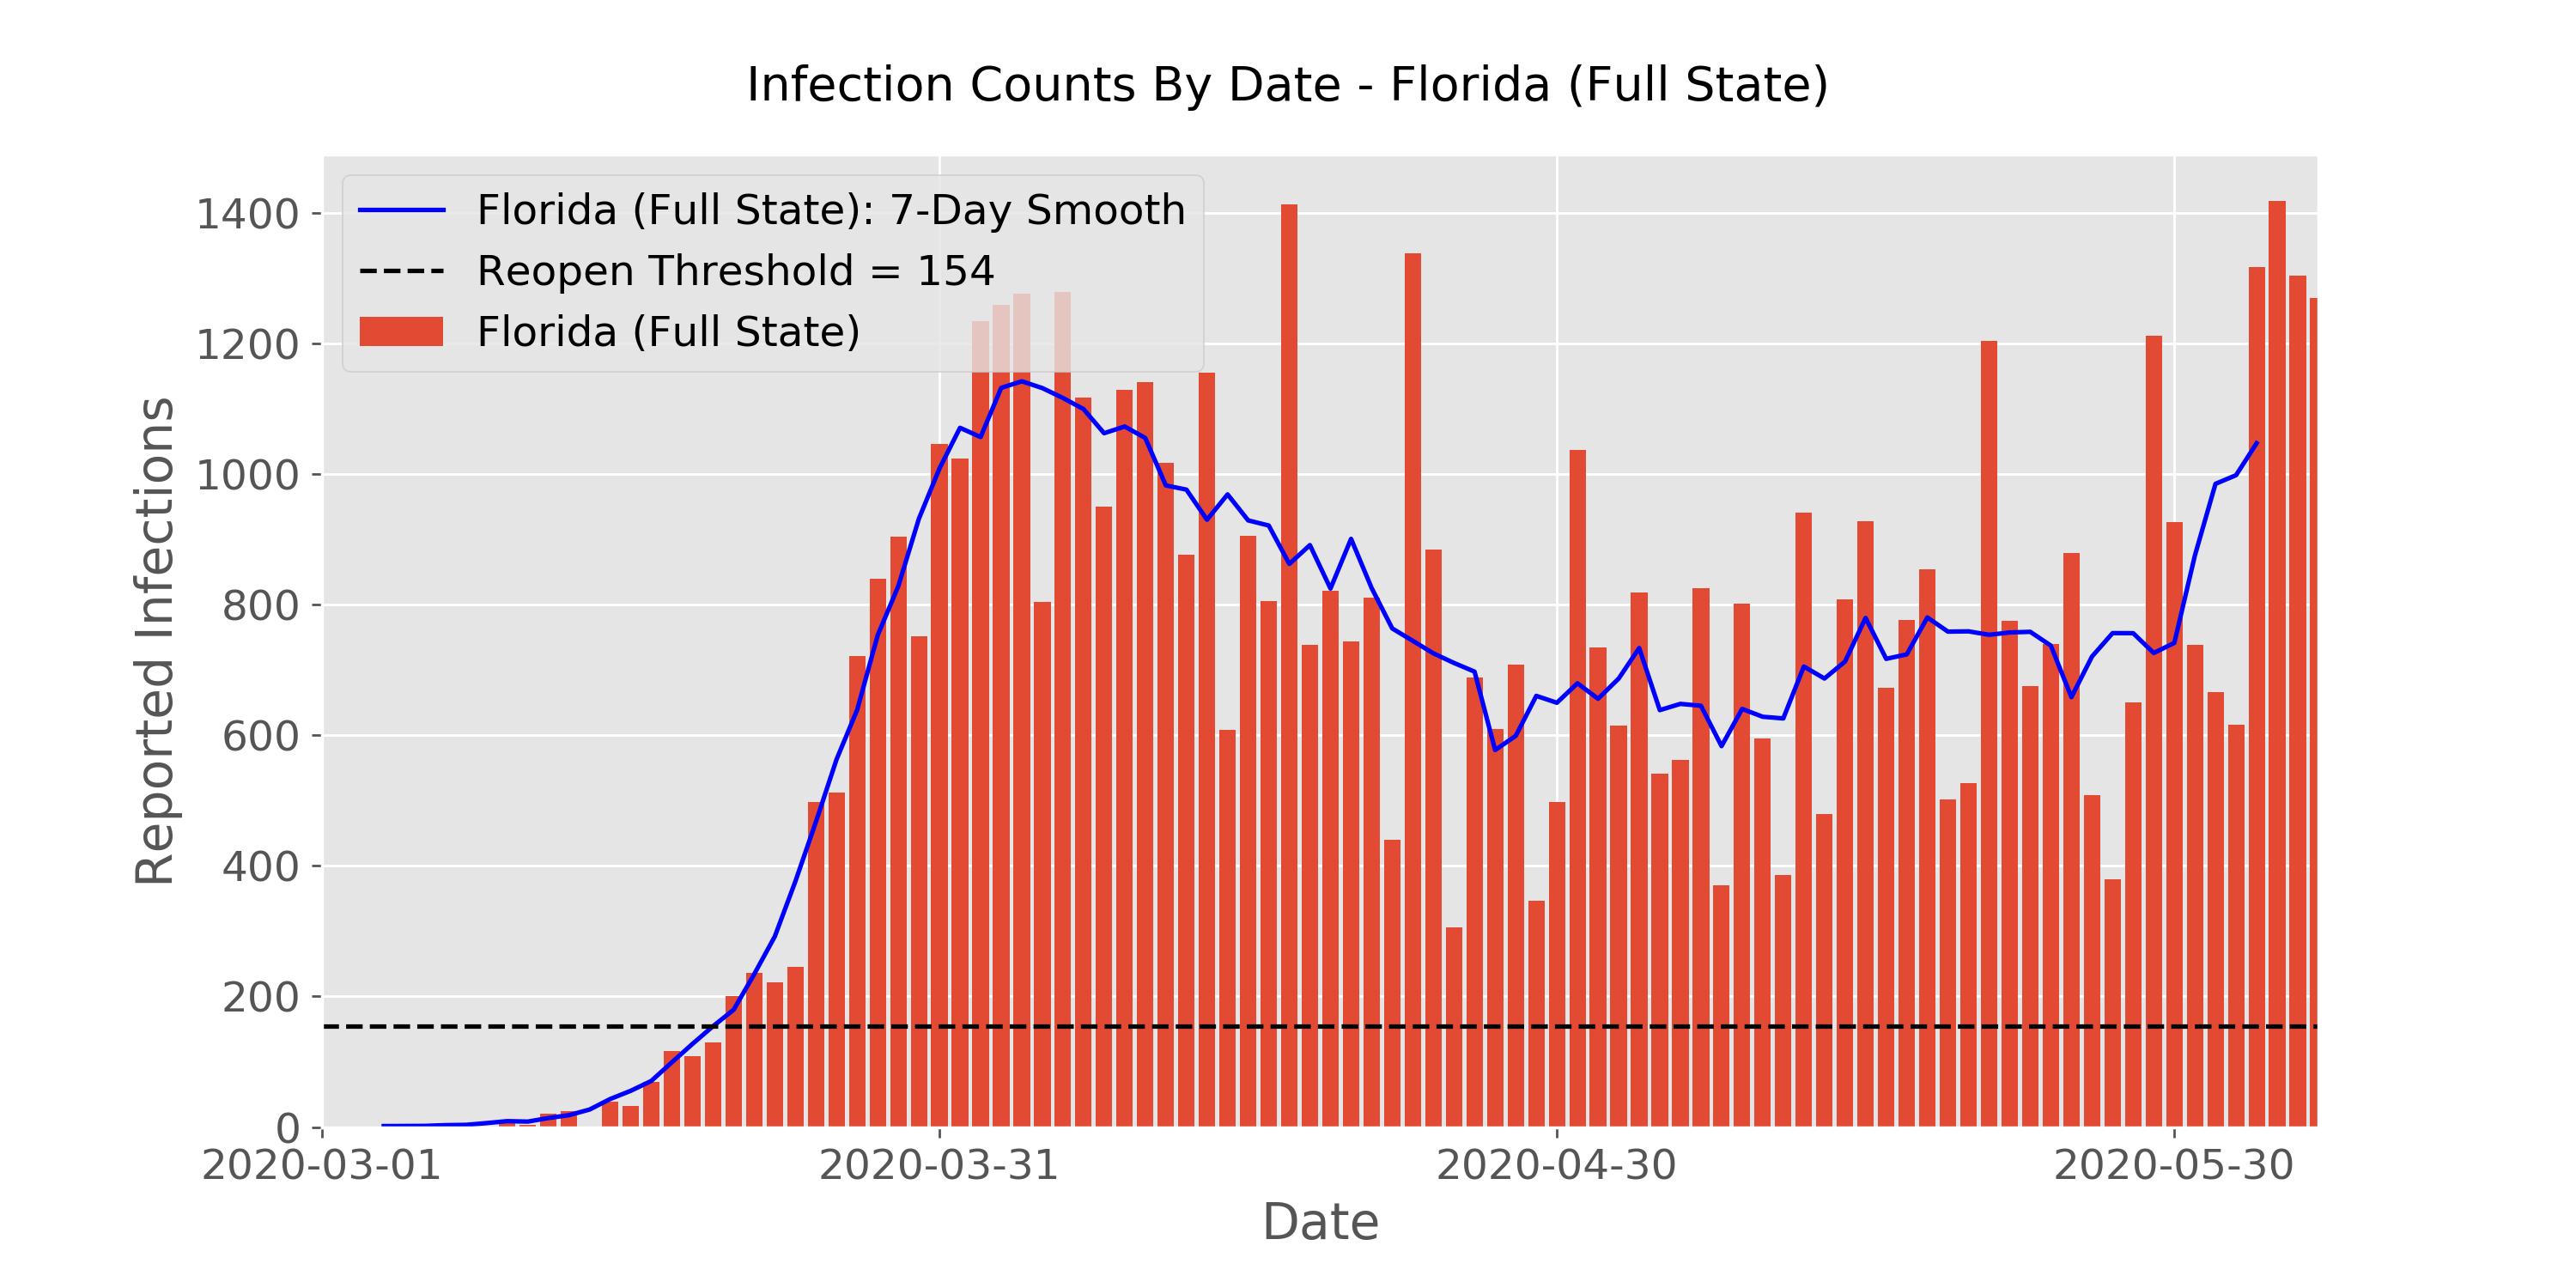 Infection Counts By Date - Florida (Full State)
Florida (Full State): 7-Day Smooth
Reopen Threshold = 154
Florida (Full State)
1400
1200
1000
800
600
400
200
0
Reported Infections
2020-03-01
2020-03-31
2020-04-30
2020-05-30
Date